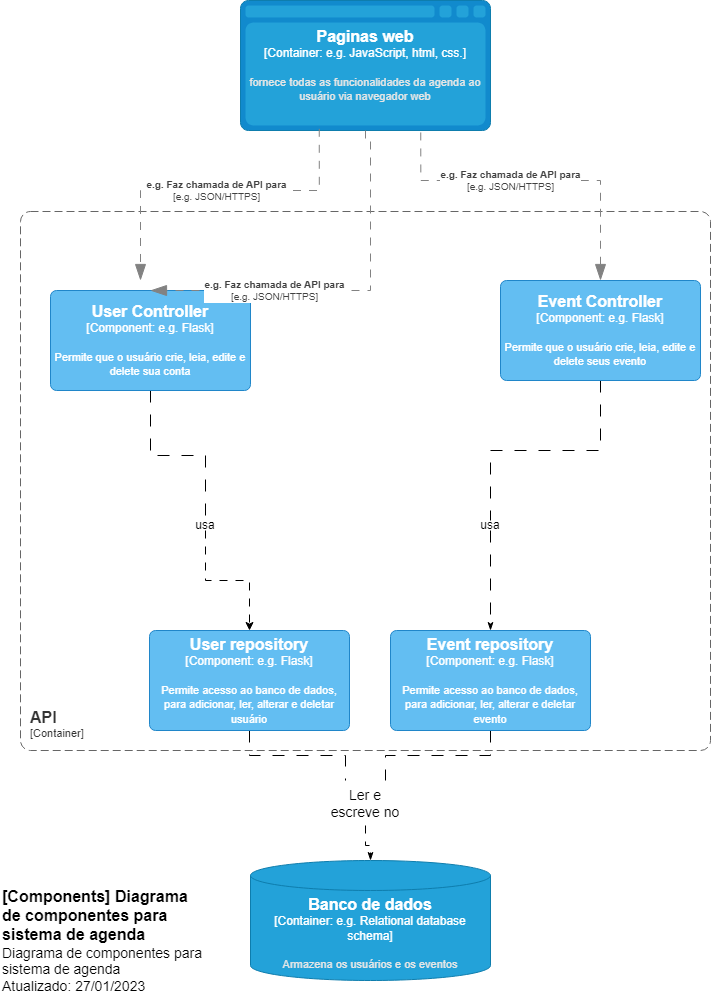 Paginas web
[Container: e.g. JavaScript, html, css.]
fornece todas as funcionalidades da agenda ao
usuário via navegador web
e.g. Faz chamada de API para
[e.g. JSON/HTTPS]
e.g. Faz chamada de API para
[e.g. JSON/HTTPS]
e.g. Faz chamada de API para
[e.g. JSON/HTTPS]
User Controller
[Component: e.g. Flask]
Permite que o usuário crie, leia, edite e
delete sua conta
Event Controller
[Component: e.g. Flask]
Permite que o usuário crie, leia, edite e
delete seus evento
usa
usa
User repository
[Component: e.g. Flask]
Permite acesso ao banco de dados,
para adicionar, ler, alterar e deletar
usuário
Event repository
[Component: e.g. Flask]
Permite acesso ao banco de dados,
para adicionar, ler, alterar e deletar
evento
API
[Container]
Ler e
escreve no
Banco de dados
[Container: e.g. Relational database
schema]
Armazena os usuários e os eventos
[Components] Diagrama
de componentes para
sistema de agenda
Diagrama de componentes para
sistema de agenda
Atualizado: 27/01/2023